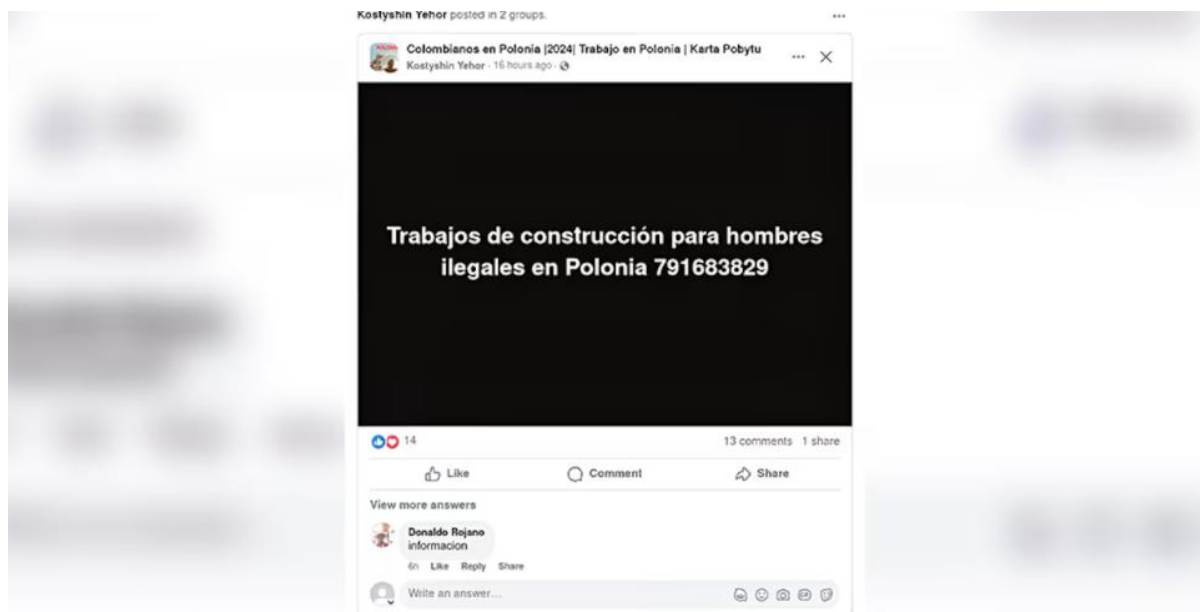 Kostyshin Yehor posted in 2 groups.
Colombianos en Polonia |2024| Trabajo en Polonia | Karta Pobytu
Kostyshin Yehor · 16 hours ago ·
Trabajos de construcción para hombres
ilegales en Polonia 791683829
14
13 comments 1 share
Like Comment Share
View more answers
Donaldo Rojano
informacion
6h Like Reply Share
Write an answer...